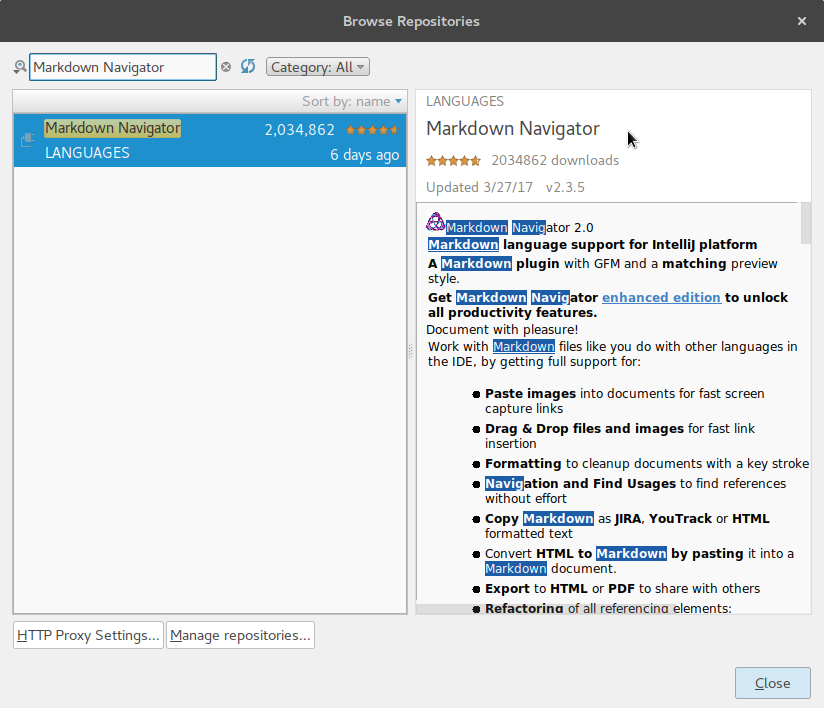 Browse Repositories
Markdown Navigator
Category: All
Sort by: name
Markdown Navigator 2,034,862
LANGUAGES 6 days ago
LANGUAGES
Markdown Navigator
2034862 downloads
Updated 3/27/17 v2.3.5
Markdown Navigator 2.0
Markdown language support for IntelliJ platform
A Markdown plugin with GFM and a matching preview
style.
Get Markdown Navigator enhanced edition to unlock
all productivity features.
Document with pleasure!
Work with Markdown files like you do with other languages in
the IDE, by getting full support for:
Paste images into documents for fast screen
capture links
Drag & Drop files and images for fast link
insertion
Formatting to cleanup documents with a key stroke
Navigation and Find Usages to find references
without effort
Copy Markdown as JIRA, YouTrack or HTML
formatted text
Convert HTML to Markdown by pasting it into a
Markdown document.
Export to HTML or PDF to share with others
Refactoring of all referencing elements:
HTTP Proxy Settings... Manage repositories...
Close